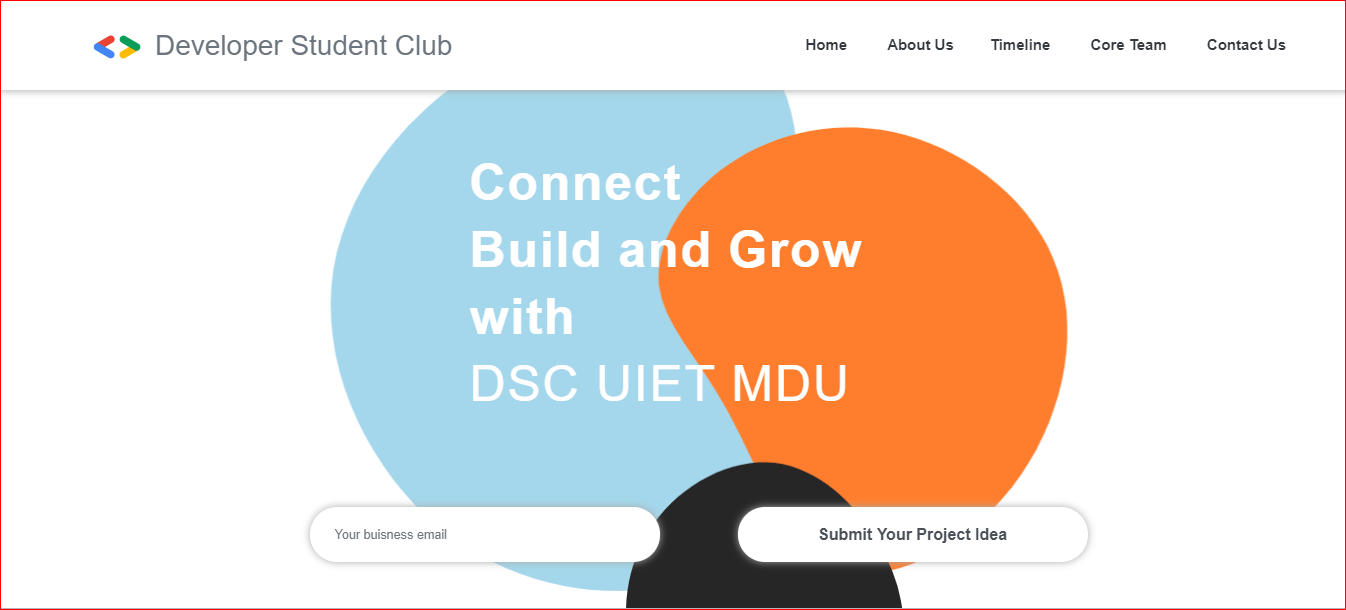 Developer Student Club
Home About Us Timeline Core Team Contact Us
Connect
Build and Grow
with
DSC UIET MDU
Your buisness email
Submit Your Project Idea